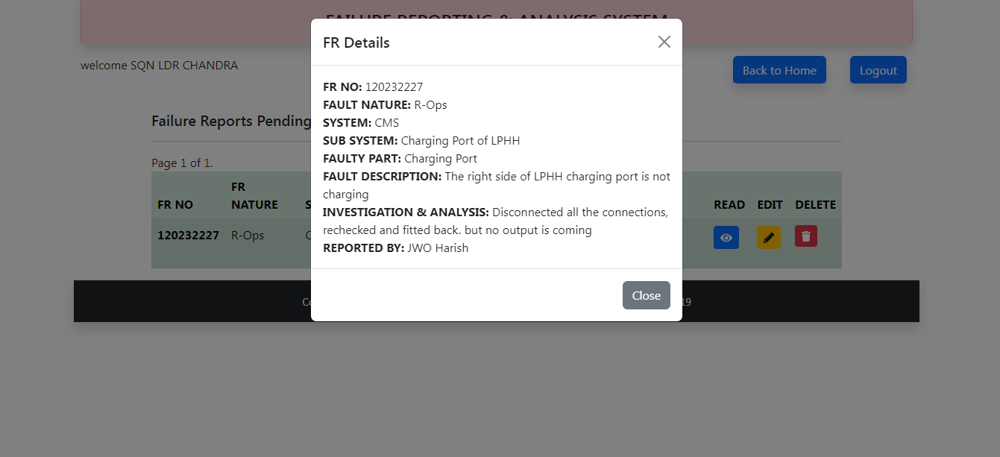 FAILURE REPORTING & ANALYSIS SYSTEM
FR Details
welcome SQN LDR CHANDRA
Back to Home
Logout
FR NO: 120232227
FAULT NATURE: R-Ops
SYSTEM: CMS
SUB SYSTEM: Charging Port of LPHH
FAULTY PART: Charging Port
FAULT DESCRIPTION: The right side of LPHH charging port is not
charging
INVESTIGATION & ANALYSIS: Disconnected all the connections,
rechecked and fitted back. but no output is coming
REPORTED BY: JWO Harish
Close
Failure Reports Pending
Page 1 of 1.
FR NO
FR
NATURE
READ
EDIT
DELETE
120232227
R-Ops
19